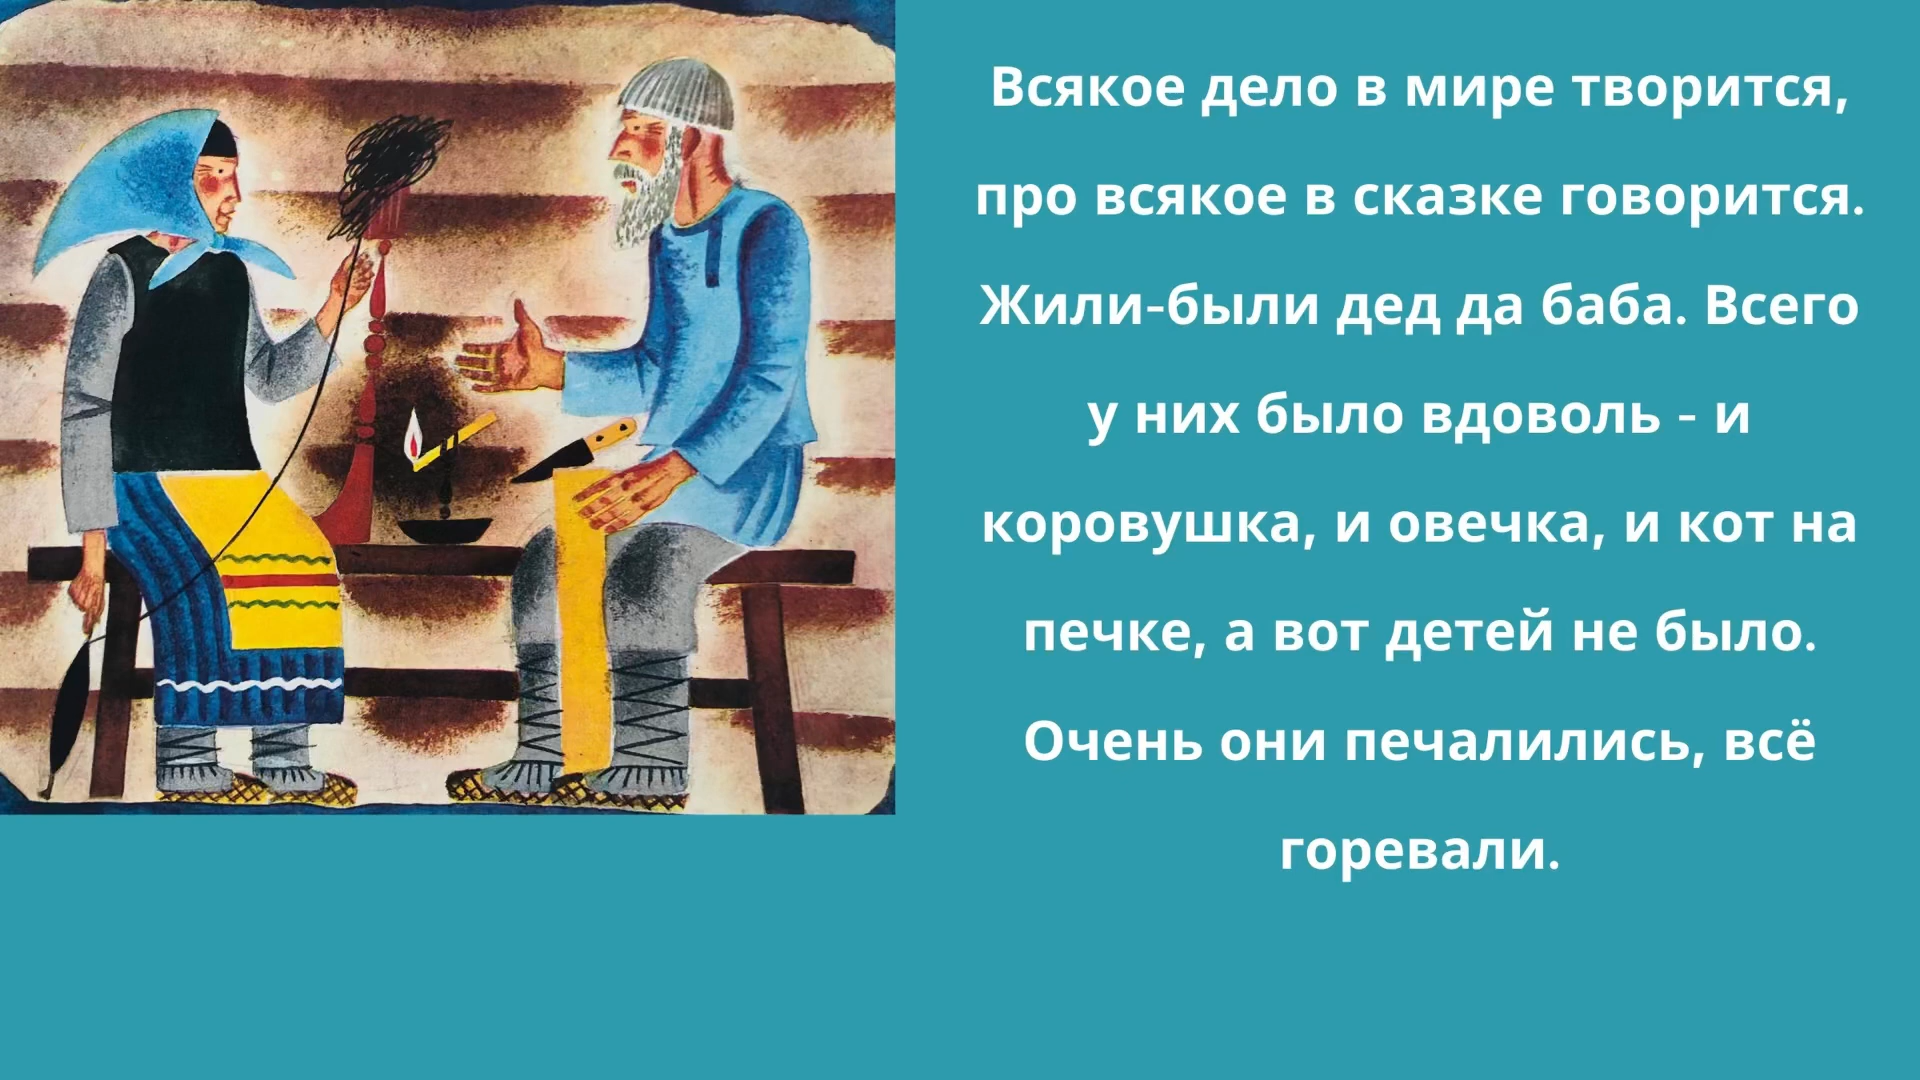 Всякое дело в мире творится,
про всякое в сказке говорится.
Жили-были дед да баба. Всего
у них было вдоволь - и
коровушка, и овечка, и кот на
печке, а вот детей не было.
Очень они печалились, всё
горевали.